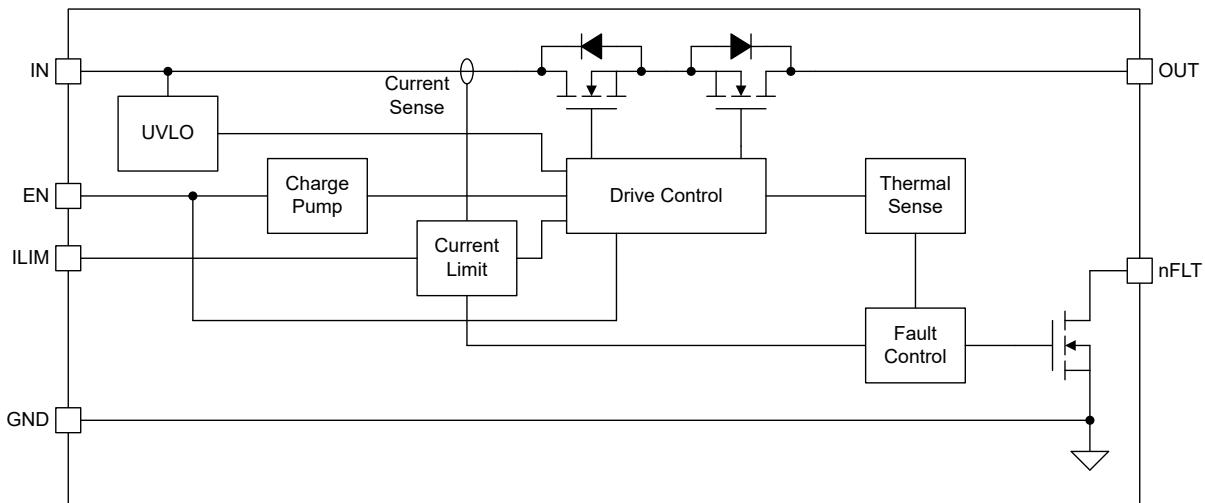 IN
OUT
Current
Sense
UVLO
EN
Charge
Pump
Drive Control
Thermal
Sense
ILIM
Current
Limit
nFLT
Fault
Control
GND